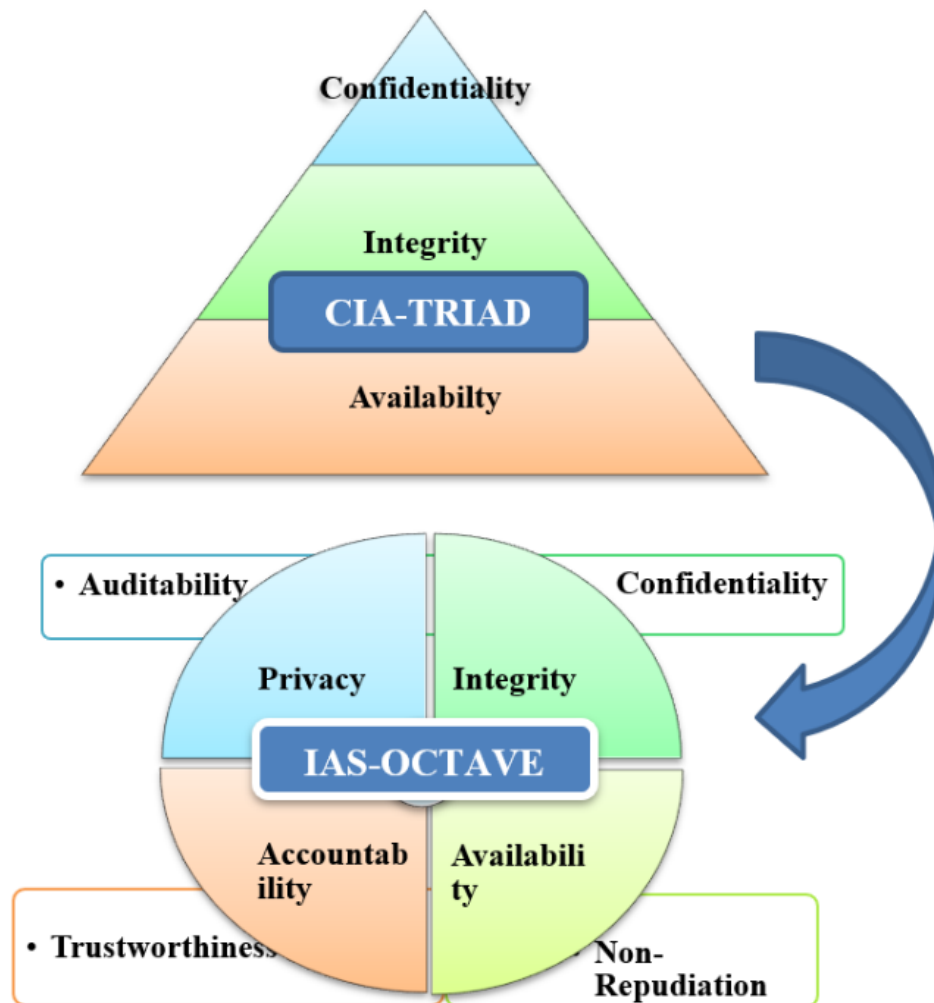 Confidentiality
Integrity
CIA-TRIAD
Availabilty
• Auditability
Confidentiality
Privacy
Integrity
IAS-OCTAVE
Accountab
ility
Availabili
ty
• Trustworthiness
• Non-
Repudiation